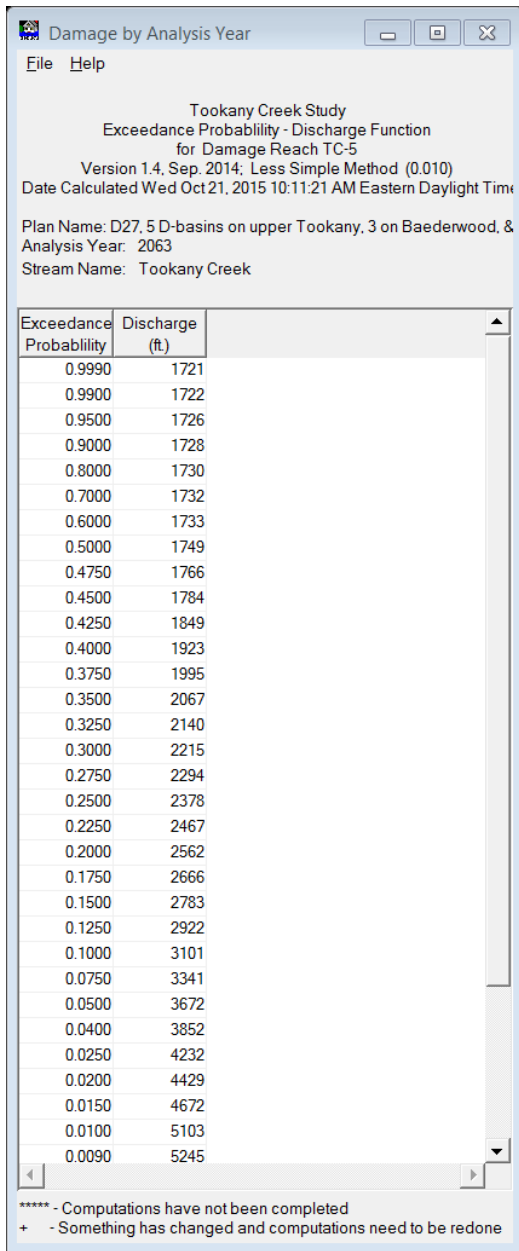 Damage by Analysis Year
File Help
Tookany Creek Study
Exceedance Probablility - Discharge Function
for Damage Reach TC-5
Version 1.4, Sep. 2014; Less Simple Method (0.010)
Date Calculated Wed Oct 21, 2015 10:11:21 AM Eastern Daylight Time
Plan Name: D27, 5 D-basins on upper Tookany, 3 on Baederwood, &
Analysis Year: 2063
Stream Name: Tookany Creek
Exceedance Discharge
Probablility (ft.)
0.9990 1721
0.9900 1722
0.9500 1726
0.9000 1728
0.8000 1730
0.7000 1732
0.6000 1733
0.5000 1749
0.4750 1766
0.4500 1784
0.4250 1849
0.4000 1923
0.3750 1995
0.3500 2067
0.3250 2140
0.3000 2215
0.2750 2294
0.2500 2378
0.2250 2467
0.2000 2562
0.1750 2666
0.1500 2783
0.1250 2922
0.1000 3101
0.0750 3341
0.0500 3672
0.0400 3852
0.0250 4232
0.0200 4429
0.0150 4672
0.0100 5103
0.0090 5245
***** - Computations have not been completed
+ - Something has changed and computations need to be redone